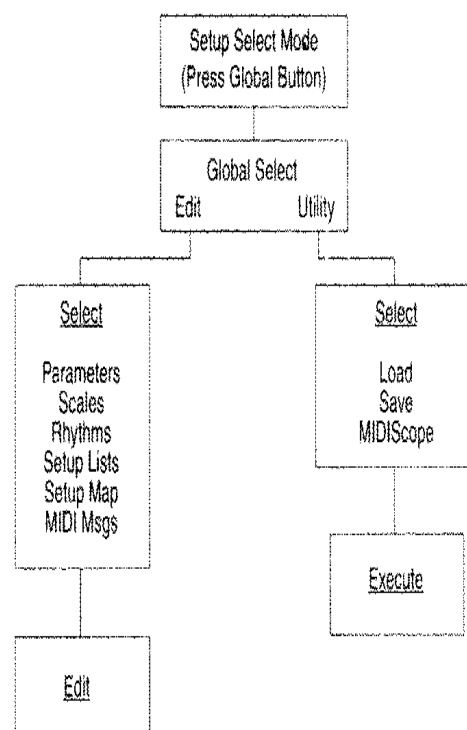 Setup Select Mode
(Press Global Button)
Global Select
Edit Utility
Select
Parameters
Scales
Rhythms
Setup Lists
Setup Map
MIDI Msgs
Edit
Select
Load
Save
MIDIScope
Execute